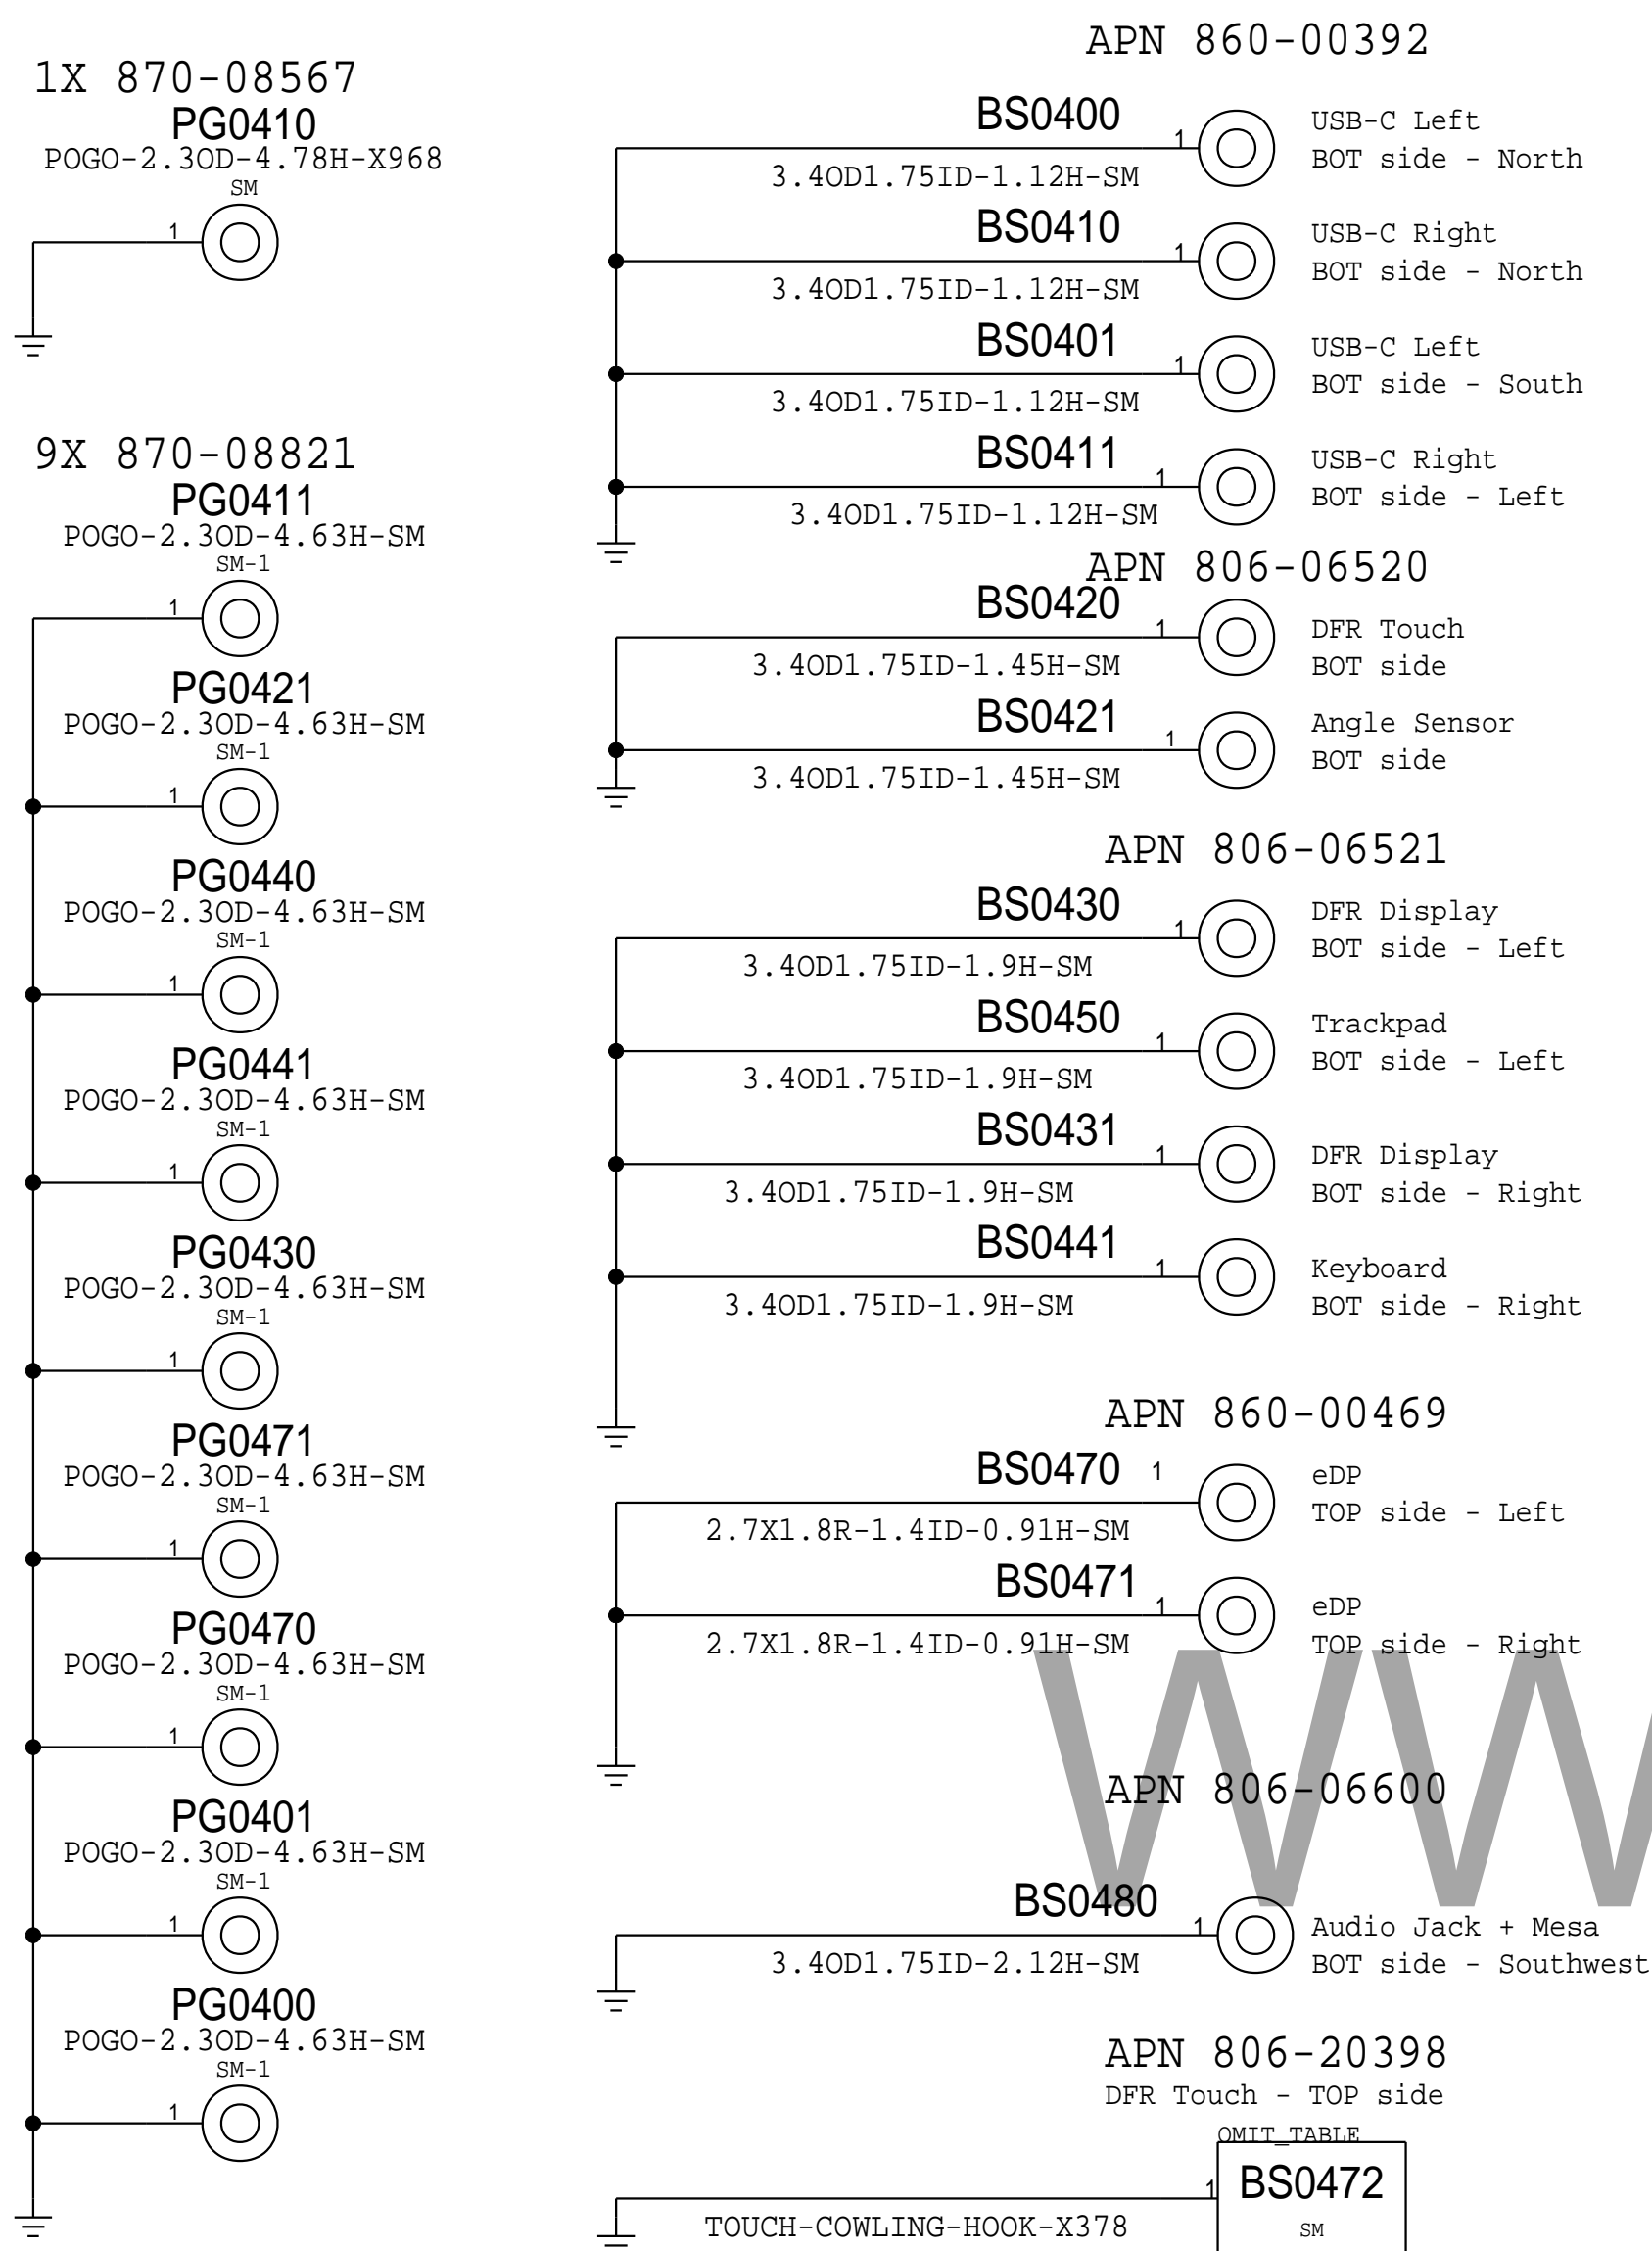 1X 870-08567
PG0410
POGO-2.3OD-4.78H-X968
SM
1
9X 870-08821
PG0411
POGO-2.3OD-4.63H-SM
SM-1
1
PG0421
POGO-2.3OD-4.63H-SM
SM-1
1
PG0440
POGO-2.3OD-4.63H-SM
SM-1
1
PG0441
POGO-2.3OD-4.63H-SM
SM-1
1
PG0430
POGO-2.3OD-4.63H-SM
SM-1
1
PG0471
POGO-2.3OD-4.63H-SM
SM-1
1
PG0470
POGO-2.3OD-4.63H-SM
SM-1
1
PG0401
POGO-2.3OD-4.63H-SM
SM-1
1
PG0400
POGO-2.3OD-4.63H-SM
SM-1
1
APN 860-00392
BS0400
1
3.4OD1.75ID-1.12H-SM
USB-C Left
BOT side - North
BS0410
1
3.4OD1.75ID-1.12H-SM
USB-C Right
BOT side - North
BS0401
1
3.4OD1.75ID-1.12H-SM
USB-C Left
BOT side - South
BS0411
1
3.4OD1.75ID-1.12H-SM
USB-C Right
BOT side - Left
APN 806-06520
BS0420
1
3.4OD1.75ID-1.45H-SM
DFR Touch
BOT side
BS0421
1
3.4OD1.75ID-1.45H-SM
Angle Sensor
BOT side
APN 806-06521
BS0430
1
3.4OD1.75ID-1.9H-SM
DFR Display
BOT side - Left
BS0450
1
3.4OD1.75ID-1.9H-SM
Trackpad
BOT side - Left
BS0431
1
3.4OD1.75ID-1.9H-SM
DFR Display
BOT side - Right
BS0441
1
3.4OD1.75ID-1.9H-SM
Keyboard
BOT side - Right
APN 860-00469
BS0470
1
2.7X1.8R-1.4ID-0.91H-SM
eDP
TOP side - Left
BS0471
1
2.7X1.8R-1.4ID-0.91H-SM
eDP
TOP side - Right
APN 806-06600
BS0480
1
3.4OD1.75ID-2.12H-SM
Audio Jack + Mesa
BOT side - Southwest
APN 806-20398
DFR Touch - TOP side
OMIT_TABLE
BS0472
1
TOUCH-COWLING-HOOK-X378
SM